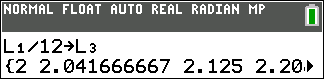 NORMAL FLOAT AUTO REAL RADIAN MP
L₁/12→L₃
{2 2.041666667 2.125 2.20